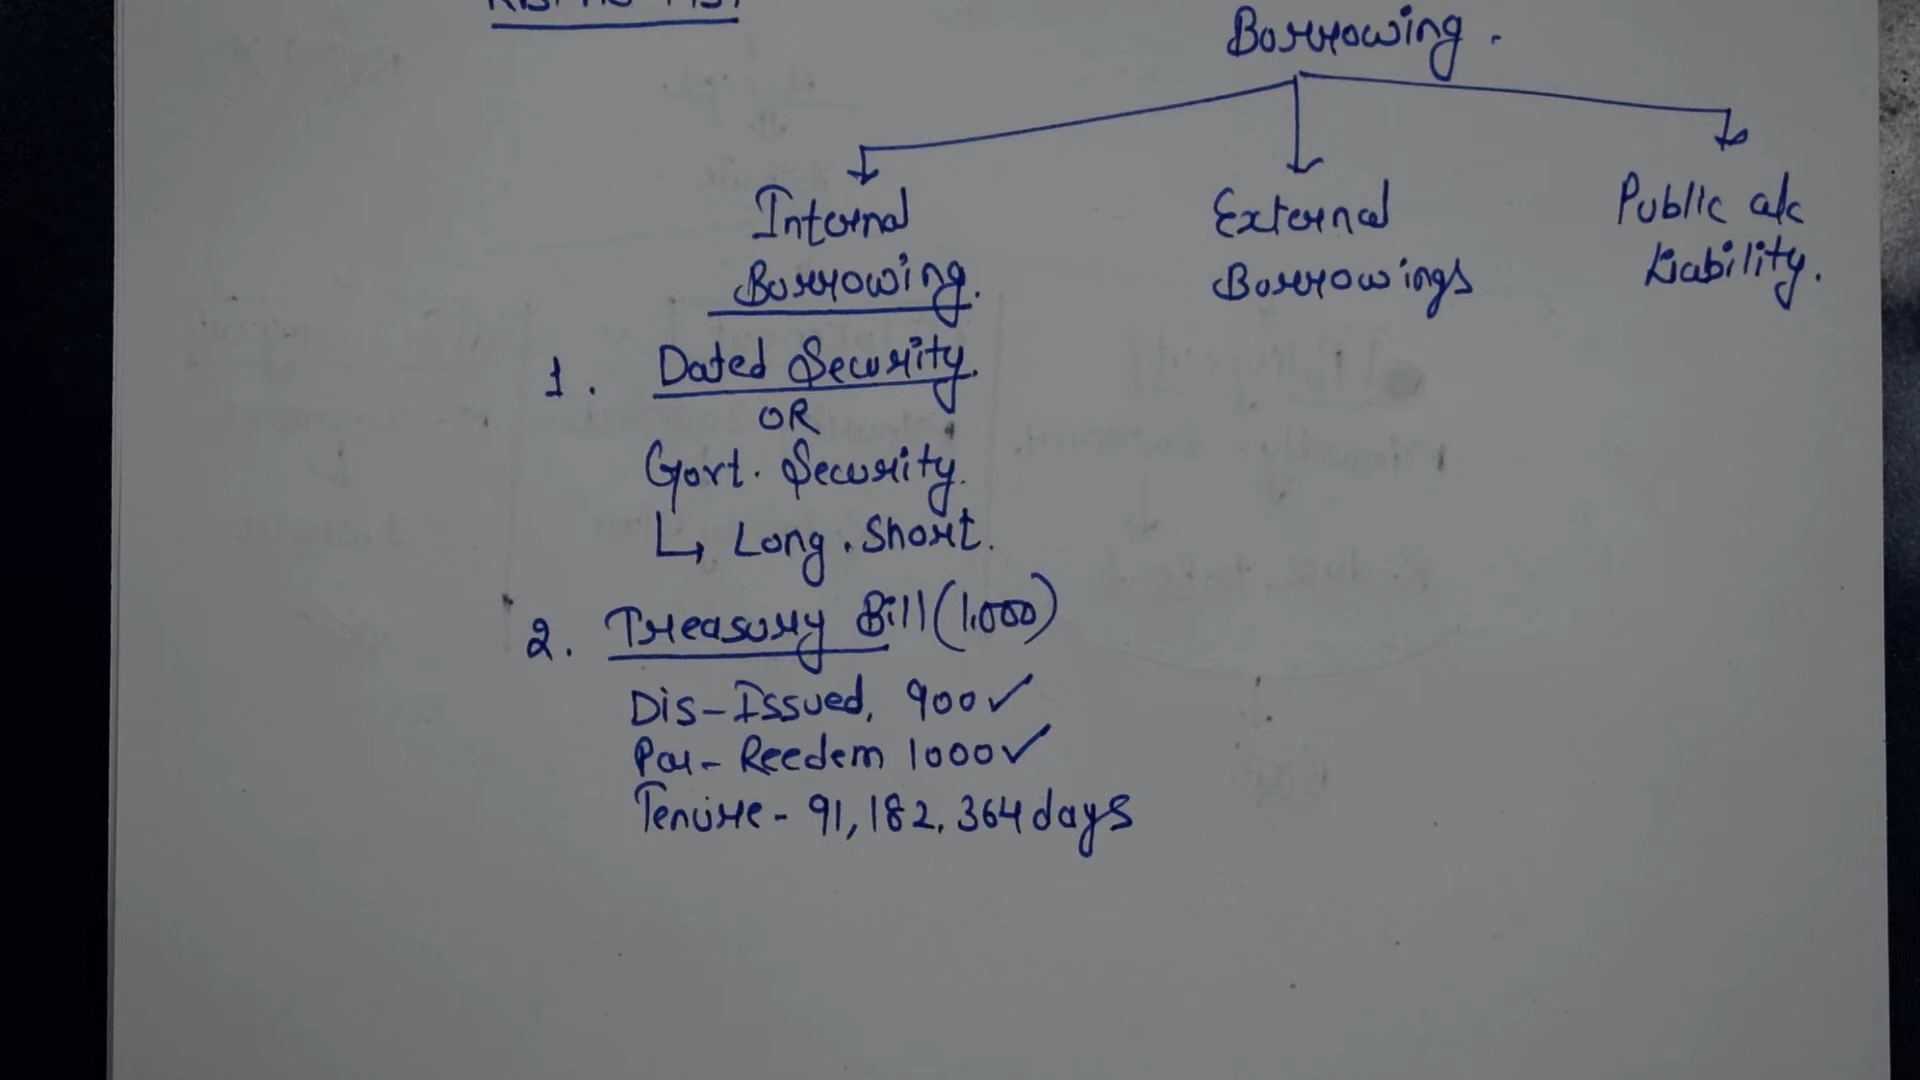 Borrowing.
Internal
Borrowing.
External
Borrowings
Public a/c
Liability.
1. Dated Security.
OR
Govt. Security.
↳ Long. Short.
2. Treasury Bill (1,000)
Dis-Issued, 900✓
Par- Reedem 1000✓
Tenure- 91, 182, 364 days